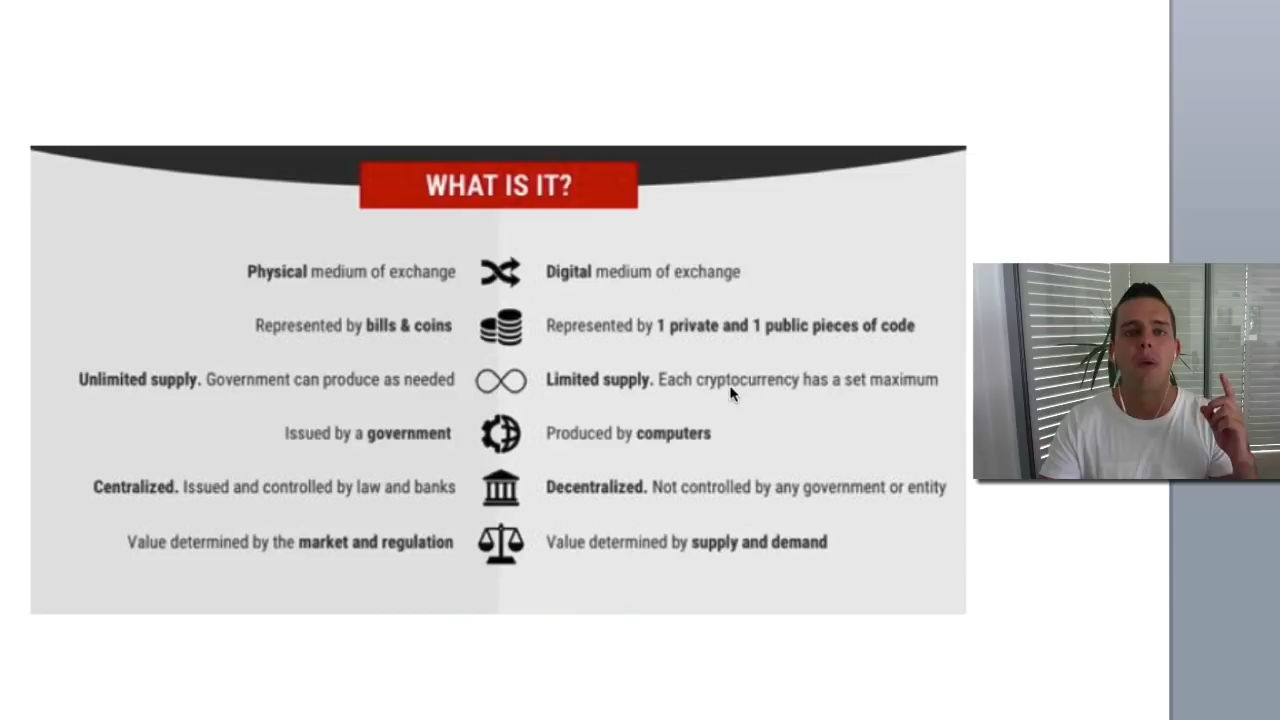 WHAT IS IT?
Physical medium of exchange
Digital medium of exchange
Represented by bills & coins
Represented by 1 private and 1 public pieces of code
Unlimited supply. Government can produce as needed
Limited supply. Each cryptocurrency has a set maximum
Issued by a government
Produced by computers
Centralized. Issued and controlled by law and banks
Decentralized. Not controlled by any government or entity
Value determined by the market and regulation
Value determined by supply and demand